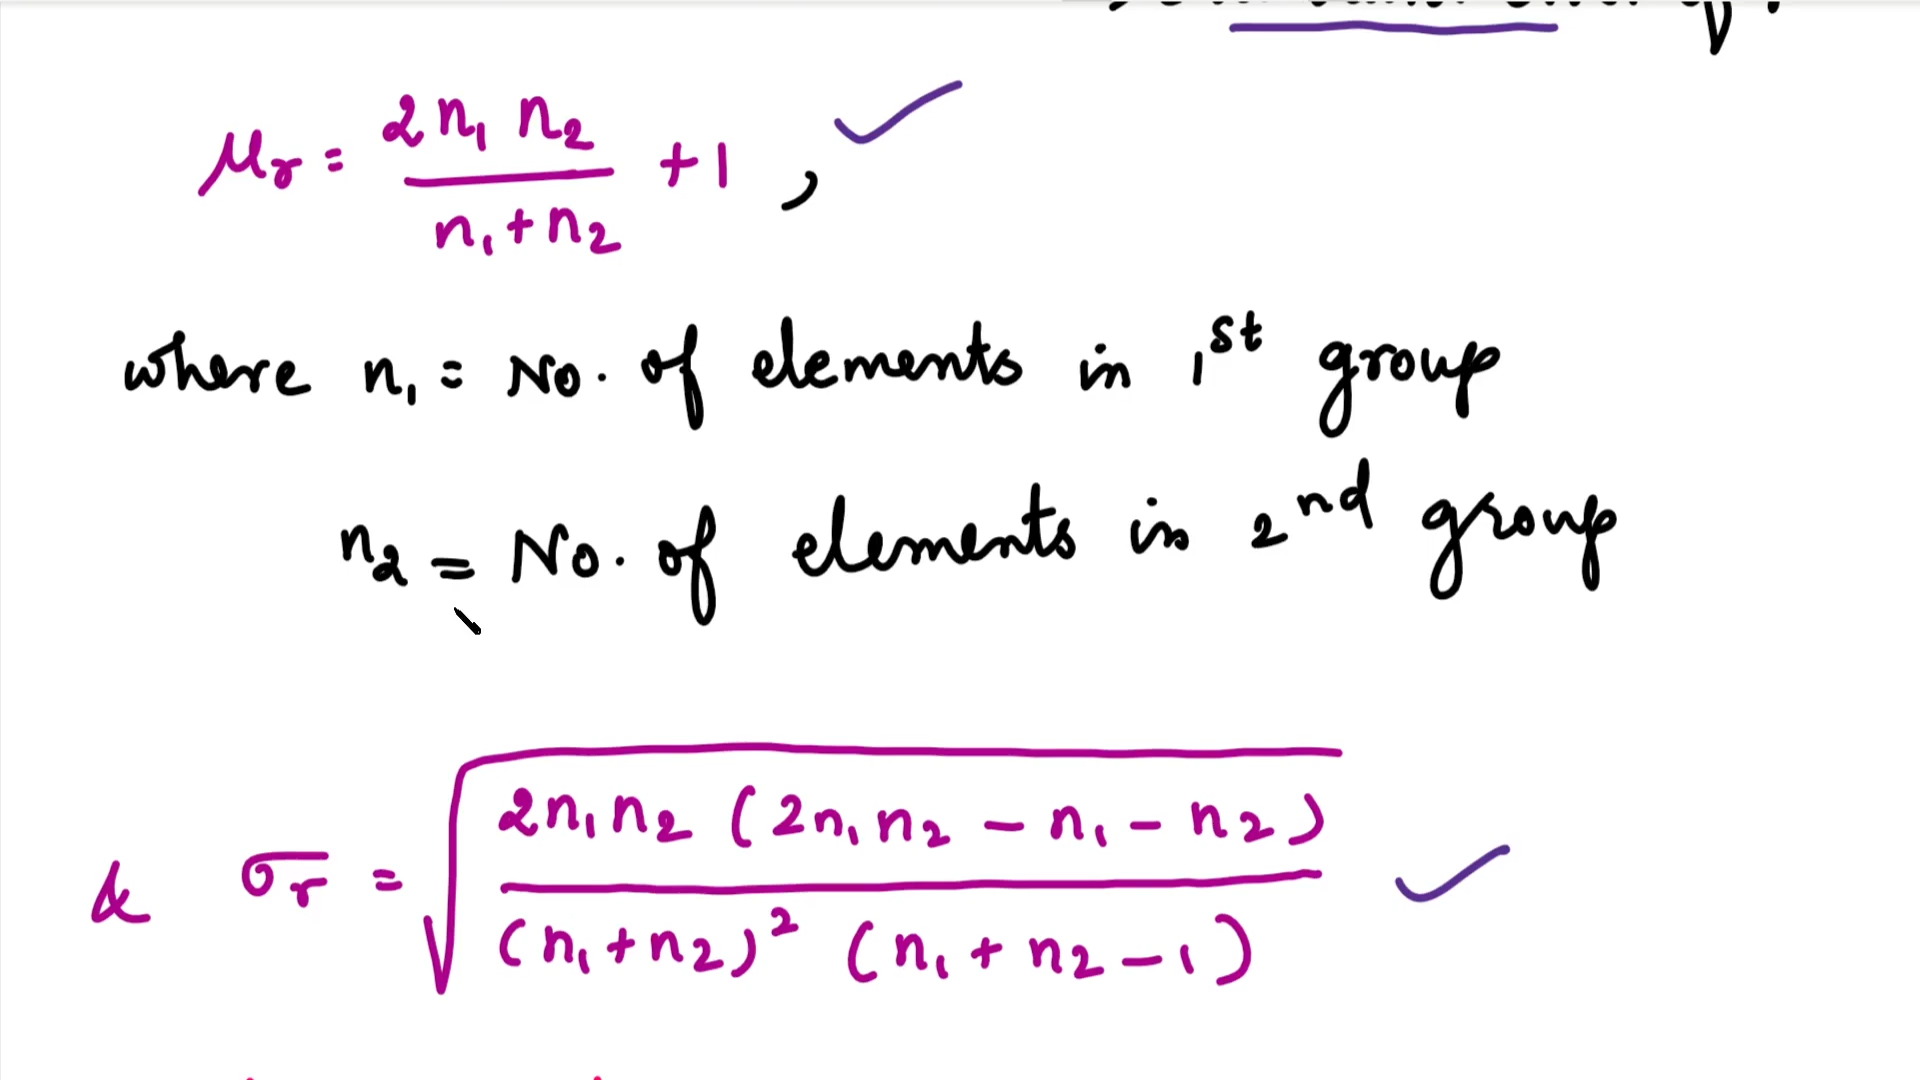 μr = 2n1 n2 / n1+n2 +1 ,
where n1 = No. of elements in 1st group
n2 = No. of elements in 2nd group
& σr = √ 2n1n2 (2n1n2 − n1 − n2) / (n1+n2)² (n1 + n2 − 1)